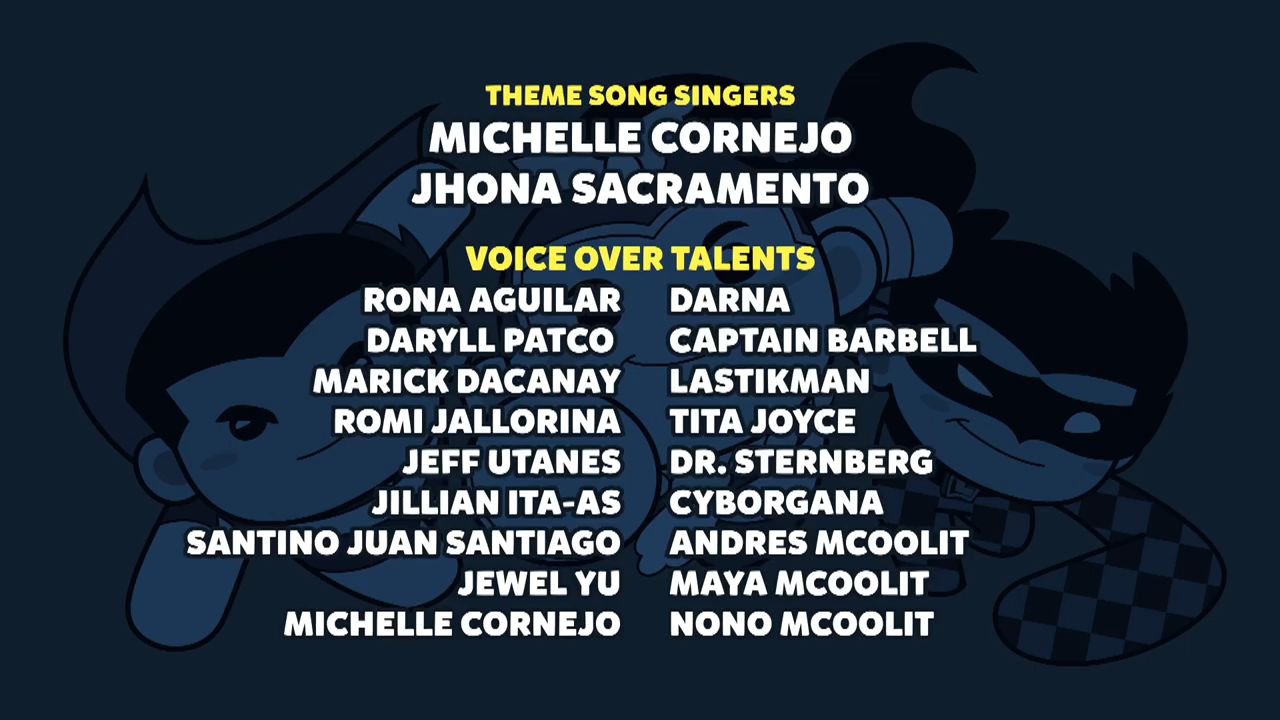 THEME SONG SINGERS
MICHELLE CORNEJO
JHONA SACRAMENTO
VOICE OVER TALENTS
RONA AGUILAR DARNA
DARYLL PATCO CAPTAIN BARBELL
MARICK DACANAY LASTIKMAN
ROMI JALLORINA TITA JOYCE
JEFF UTANES DR. STERNBERG
JILLIAN ITA-AS CYBORGANA
SANTINO JUAN SANTIAGO ANDRES MCOOLIT
JEWEL YU MAYA MCOOLIT
MICHELLE CORNEJO NONO MCOOLIT